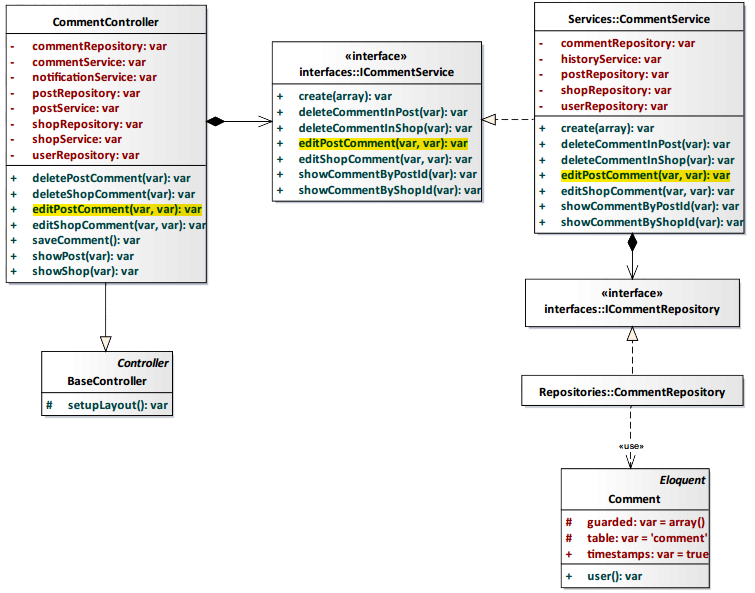 CommentController
- commentRepository: var
- commentService: var
- notificationService: var
- postRepository: var
- postService: var
- shopRepository: var
- shopService: var
- userRepository: var
+ deletePostComment(var): var
+ deleteShopComment(var): var
+ editPostComment(var, var): var
+ editShopComment(var, var): var
+ saveComment(): var
+ showPost(var): var
+ showShop(var): var
«interface»
interfaces::ICommentService
+ create(array): var
+ deleteCommentInPost(var): var
+ deleteCommentInShop(var): var
+ editPostComment(var, var): var
+ editShopComment(var, var): var
+ showCommentByPostId(var): var
+ showCommentByShopId(var): var
Services::CommentService
- commentRepository: var
- historyService: var
- postRepository: var
- shopRepository: var
- userRepository: var
+ create(array): var
+ deleteCommentInPost(var): var
+ deleteCommentInShop(var): var
+ editPostComment(var, var): var
+ editShopComment(var, var): var
+ showCommentByPostId(var): var
+ showCommentByShopId(var): var
«interface»
interfaces::ICommentRepository
Controller
BaseController
# setupLayout(): var
Repositories::CommentRepository
«use»
Eloquent
Comment
# guarded: var = array()
# table: var = 'comment'
+ timestamps: var = true
+ user(): var